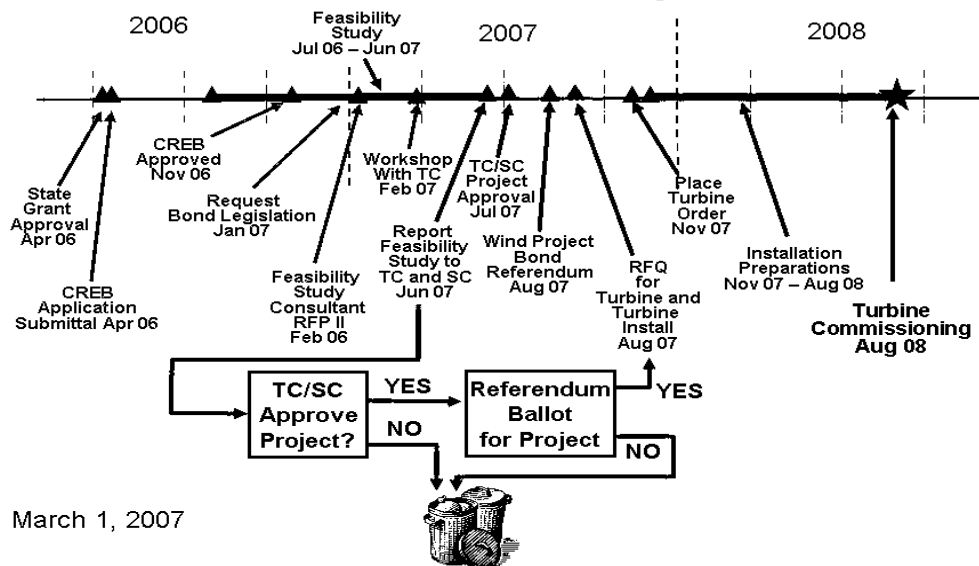 2006
2007
2008
Feasibility
Study
Jul 06 – Jun 07
State
Grant
Approval
Apr 06
CREB
Application
Submittal Apr 06
CREB
Approved
Nov 06
Request
Bond Legislation
Jan 07
Feasibility
Study
Consultant
RFP II
Feb 06
Workshop
With TC
Feb 07
Report
Feasibility
Study to
TC and SC
Jun 07
TC/SC
Project
Approval
Jul 07
Wind Project
Bond
Referendum
Aug 07
RFQ
for
Turbine and
Turbine
Install
Aug 07
Place
Turbine
Order
Nov 07
Installation
Preparations
Nov 07 – Aug 08
Turbine
Commissioning
Aug 08
TC/SC
Approve
Project?
YES
NO
Referendum
Ballot
for Project
YES
NO
March 1, 2007